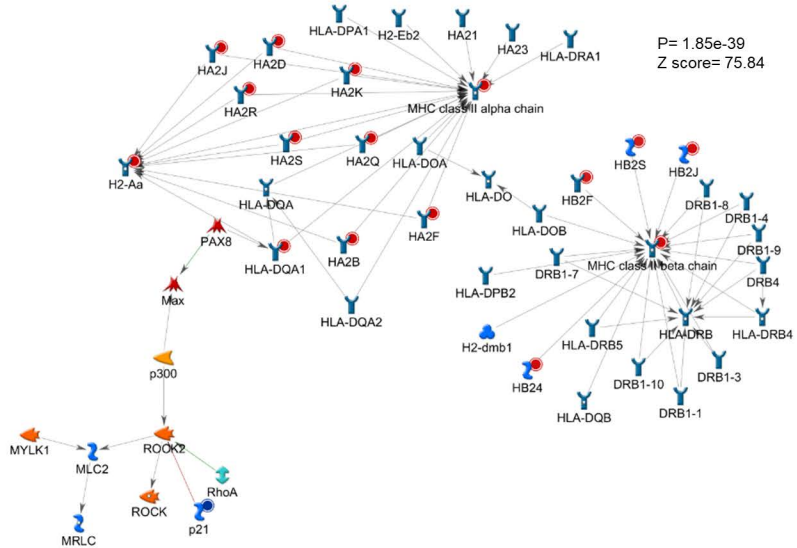 HLA-DPA1
H2-Eb2
HA21
HA23
HLA-DRA1
P= 1.85e-39
Z score= 75.84
HA2J
HA2D
HA2K
HA2R
MHC class II alpha chain
HA2S
HA2Q
HLA-DOA
HB2S
HB2J
H2-Aa
HLA-DQA
HLA-DO
HB2F
DRB1-8
DRB1-4
HLA-DOB
PAX8
HA2F
DRB1-9
HLA-DQA1
HA2B
DRB1-7
MHC class II beta chain
DRB4
Max
HLA-DPB2
HLA-DQA2
H2-dmb1
HLA-DRB5
HLA-DRB
HLA-DRB4
p300
HB24
DRB1-10
DRB1-3
HLA-DQB
DRB1-1
MYLK1
MLC2
ROCK2
RhoA
ROCK
p21
MRLC